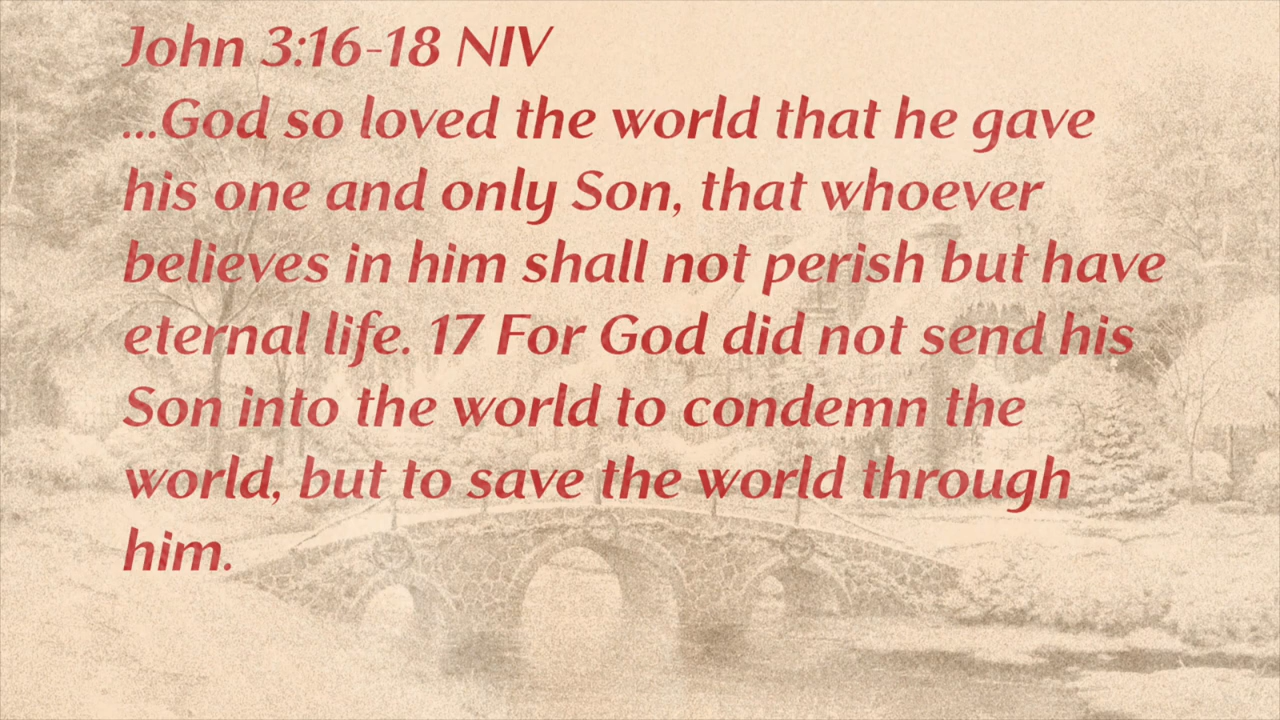 John 3:16-18 NIV
...God so loved the world that he gave
his one and only Son, that whoever
believes in him shall not perish but have
eternal life. 17 For God did not send his
Son into the world to condemn the
world, but to save the world through
him.